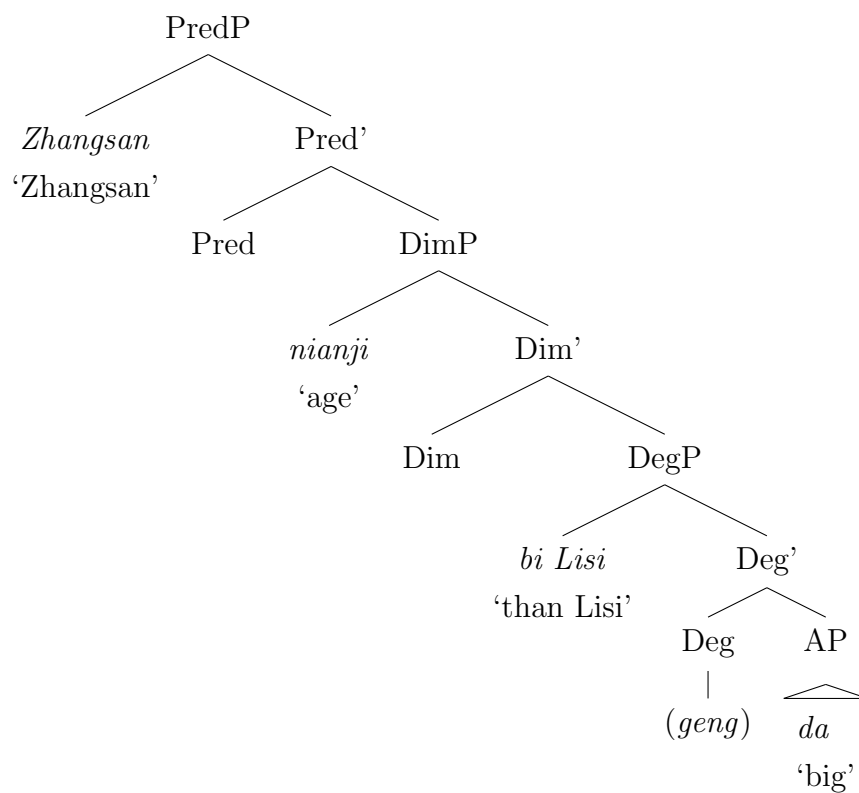 PredP
Zhangsan Pred’
‘Zhangsan’
Pred DimP
nianji Dim’
‘age’
Dim DegP
bi Lisi Deg’
‘than Lisi’
Deg AP
(geng) da
‘big’